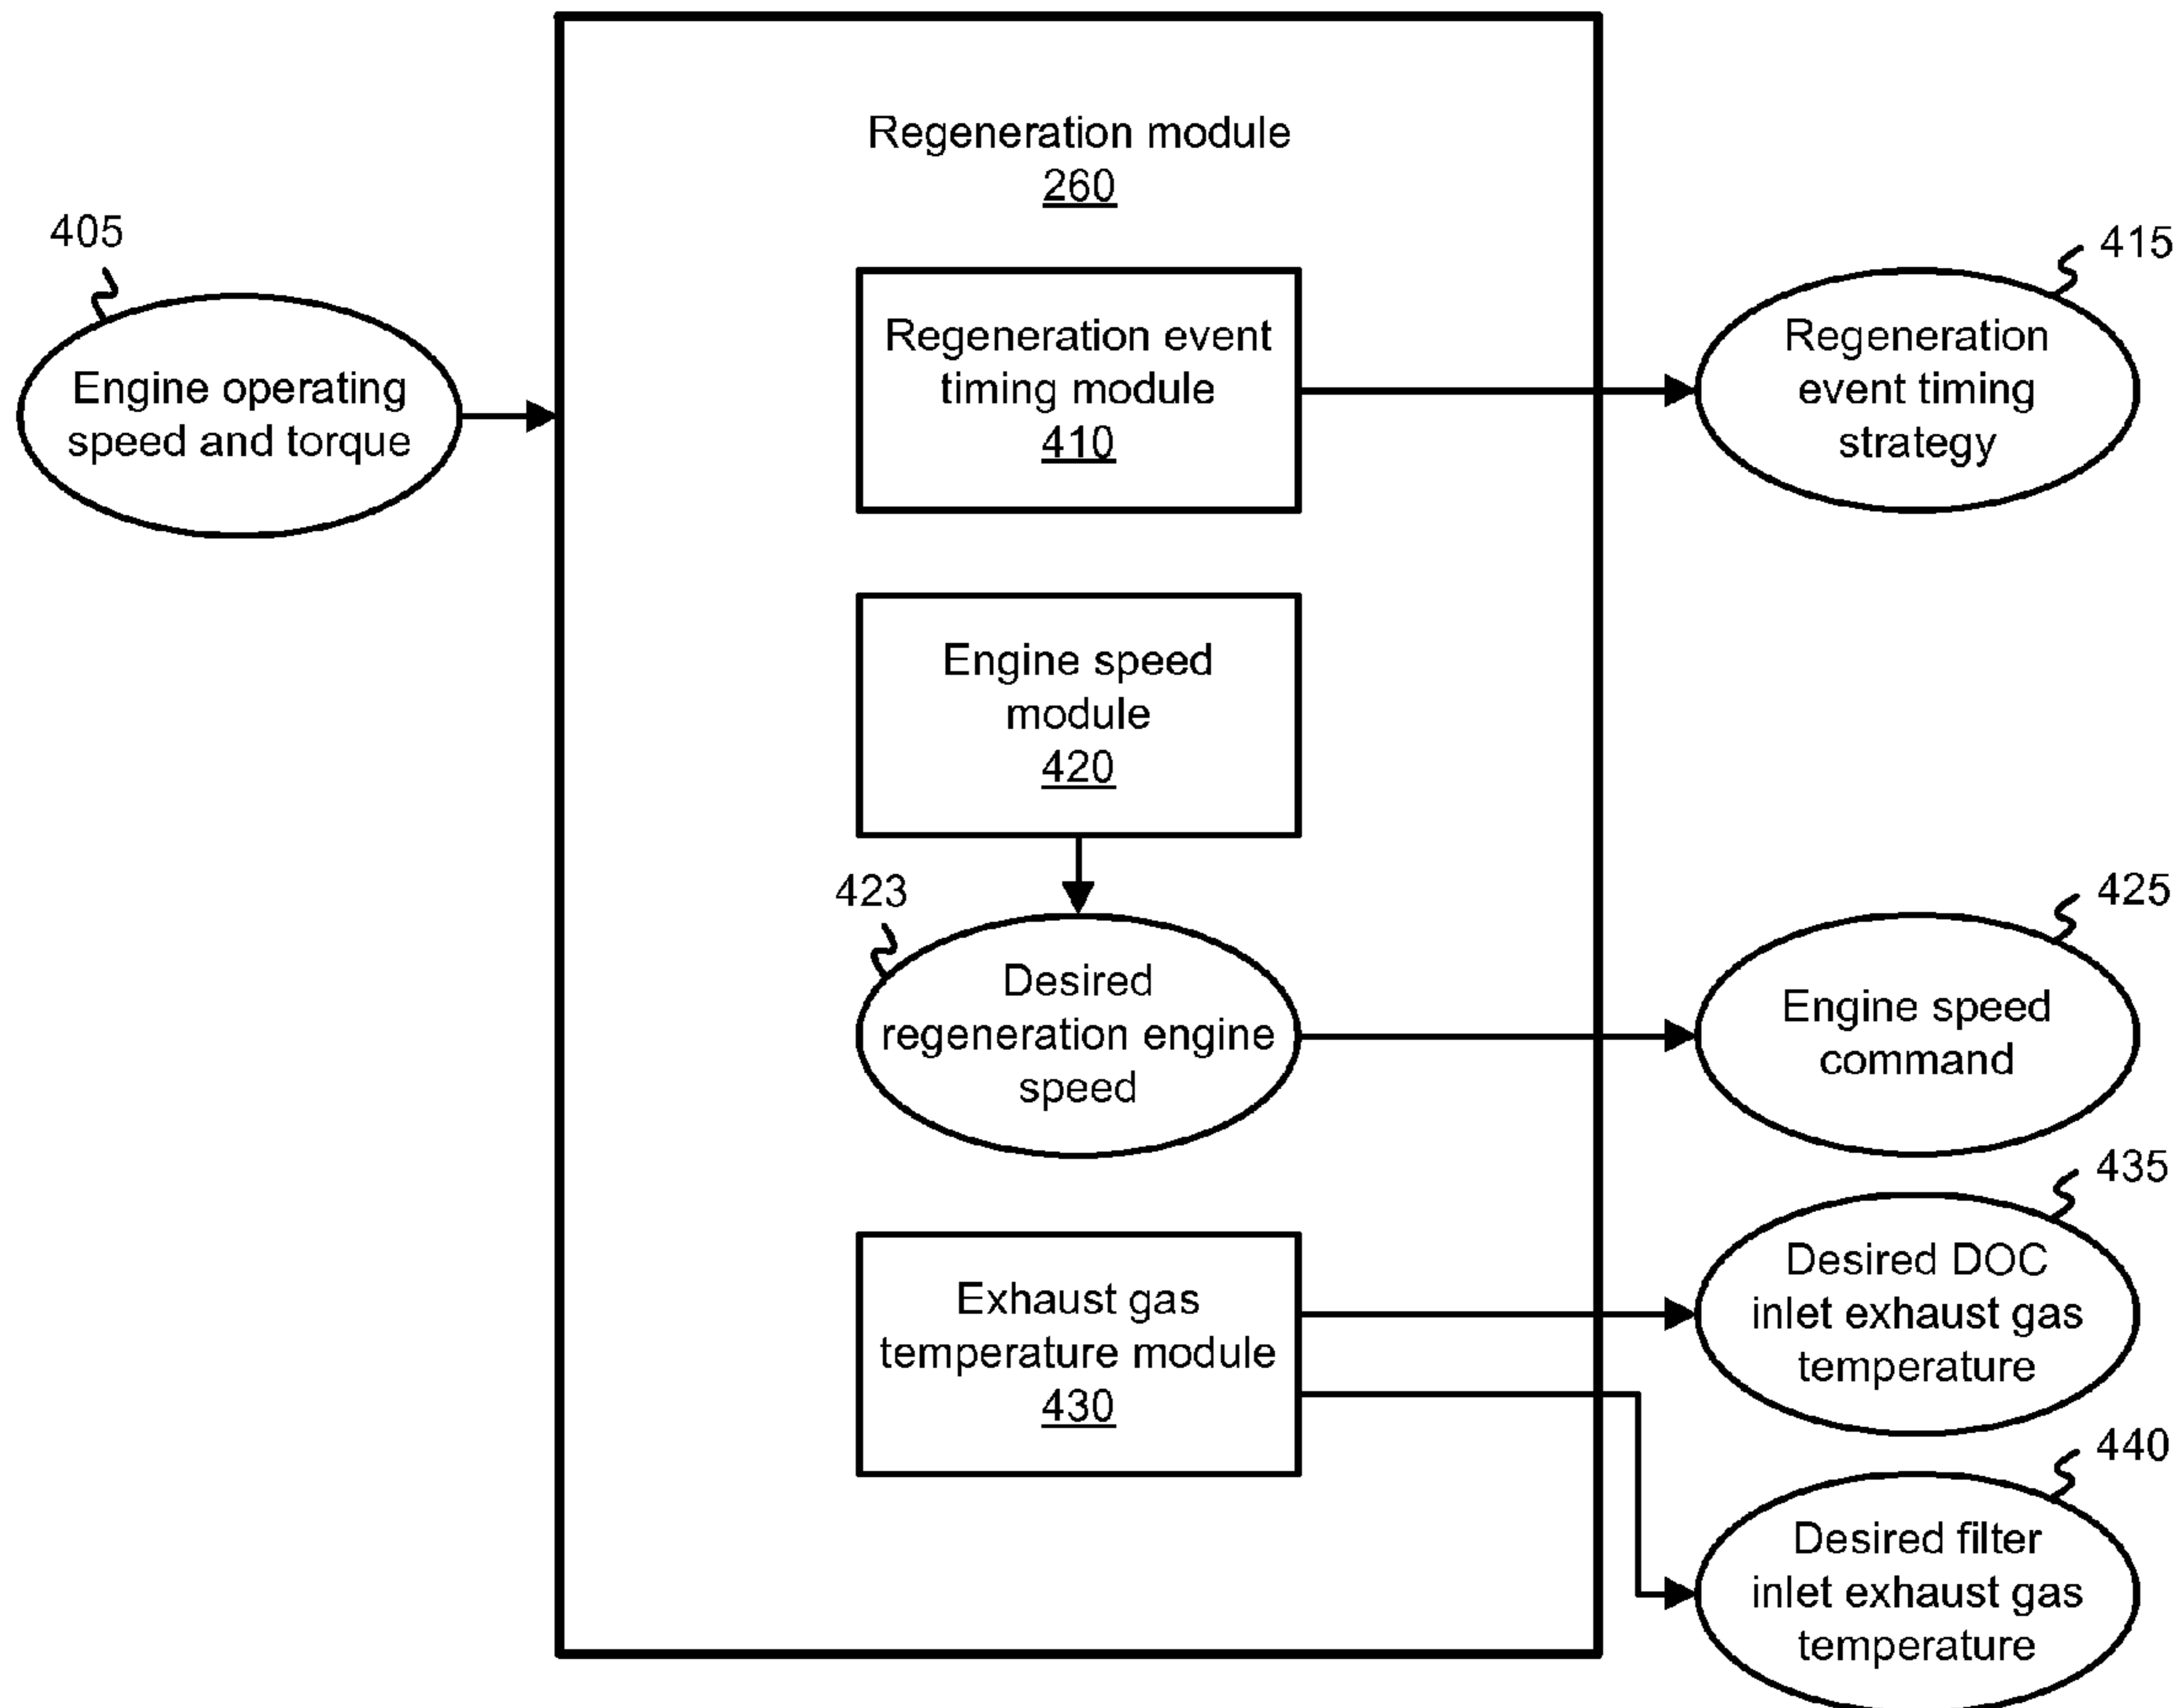 Regeneration module
260
405
Engine operating
speed and torque
Regeneration event
timing module
410
415
Regeneration
event timing
strategy
Engine speed
module
420
423
Desired
regeneration engine
speed
425
Engine speed
command
Exhaust gas
temperature module
430
435
Desired DOC
inlet exhaust gas
temperature
440
Desired filter
inlet exhaust gas
temperature